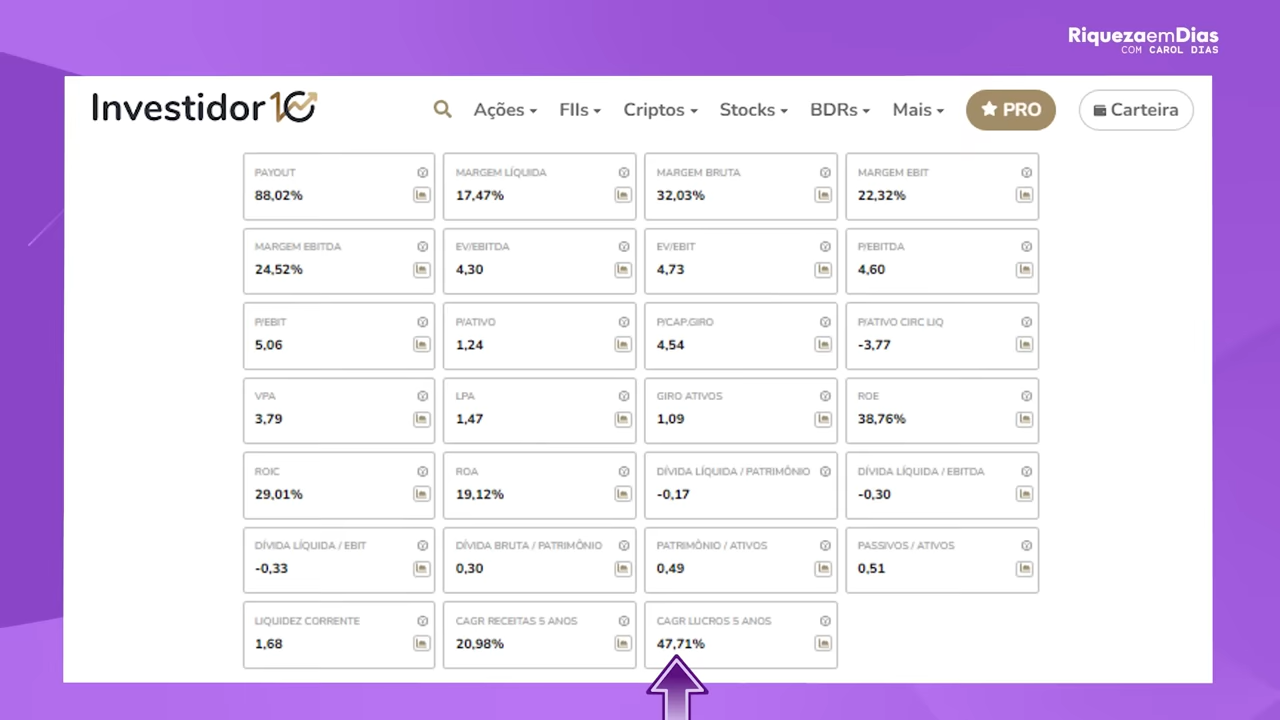 RiquezaemDias
COM CAROL DIAS
Investidor10
Ações
FIIs
Criptos
Stocks
BDRs
Mais
PRO
Carteira
PAYOUT
88,02%
MARGEM LÍQUIDA
17,47%
MARGEM BRUTA
32,03%
MARGEM EBIT
22,32%
MARGEM EBITDA
24,52%
EV/EBITDA
4,30
EV/EBIT
4,73
P/EBITDA
4,60
P/EBIT
5,06
P/ATIVO
1,24
P/CAP.GIRO
4,54
P/ATIVO CIRC LIQ
-3,77
VPA
3,79
LPA
1,47
GIRO ATIVOS
1,09
ROE
38,76%
ROIC
29,01%
ROA
19,12%
DÍVIDA LÍQUIDA / PATRIMÔNIO
-0,17
DÍVIDA LÍQUIDA / EBITDA
-0,30
DÍVIDA LÍQUIDA / EBIT
-0,33
DÍVIDA BRUTA / PATRIMÔNIO
0,30
PATRIMÔNIO / ATIVOS
0,49
PASSIVOS / ATIVOS
0,51
LIQUIDEZ CORRENTE
1,68
CAGR RECEITAS 5 ANOS
20,98%
CAGR LUCROS 5 ANOS
47,71%